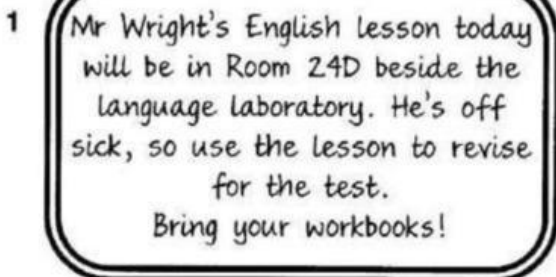 1
Mr Wright's English lesson today
will be in Room 24D beside the
language laboratory. He's off
sick, so use the lesson to revise
for the test.
Bring your workbooks!